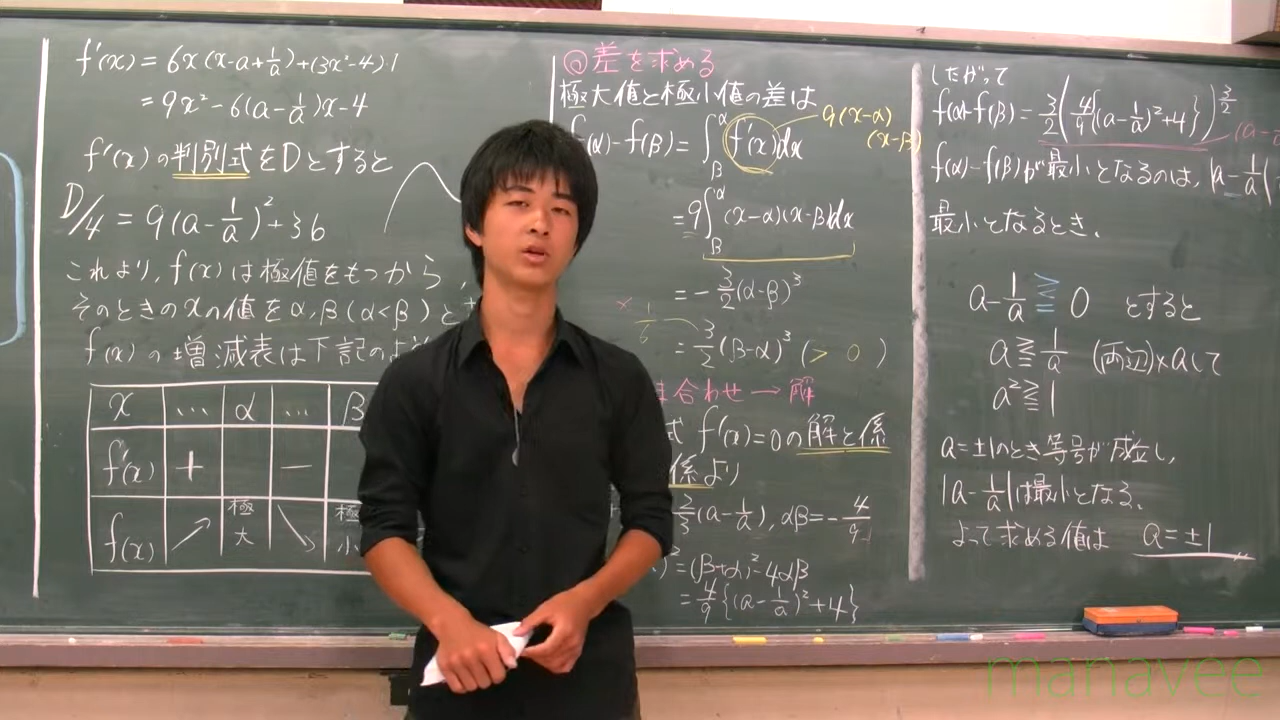 f'(x) = 6x(x-a+1/a)+(3x²-4)・1
= 9x²-6(a-1/a)x-4
f'(x)の判別式をDとすると
D/4 = 9(a-1/a)²+36
これより,f(x)は極値をもつから,
そのときのxの値をα,β(α<β)と
f(x)の増減表は下記の
x … α … β
f'(x) + −
f(x) ↗ 極大 ↘ 極小
◎差を求める
極大値と極小値の差は
f(α)-f(β)=∫_β^α f'(x)dx
9(x-α)
(x-β)
=9∫_β^α (x-α)(x-β)dx
= -3/2(α-β)³
× 1/6
= 3/2(β-α)³ (> 0 )
合わせ→解
式 f'(x)=0の解と係
係より
2/3(a-1/a), αβ=-4/9
)²=(β+α)²-4αβ
=4/9{(a-1/a)²+4}
したがって
f(α)-f(β)=3/2(4/9{(a-1/a)²+4})^{3/2}
f(α)-f(β)が最小となるのは,|a-1/a|
最小となるとき.
a-1/a ≧ 0 とすると
a≧1/a (両辺)×aして
a²≧1
a=±1のとき等号が成立し,
|a-1/a|は最小となる.
よって求める値は a=±1
manavee